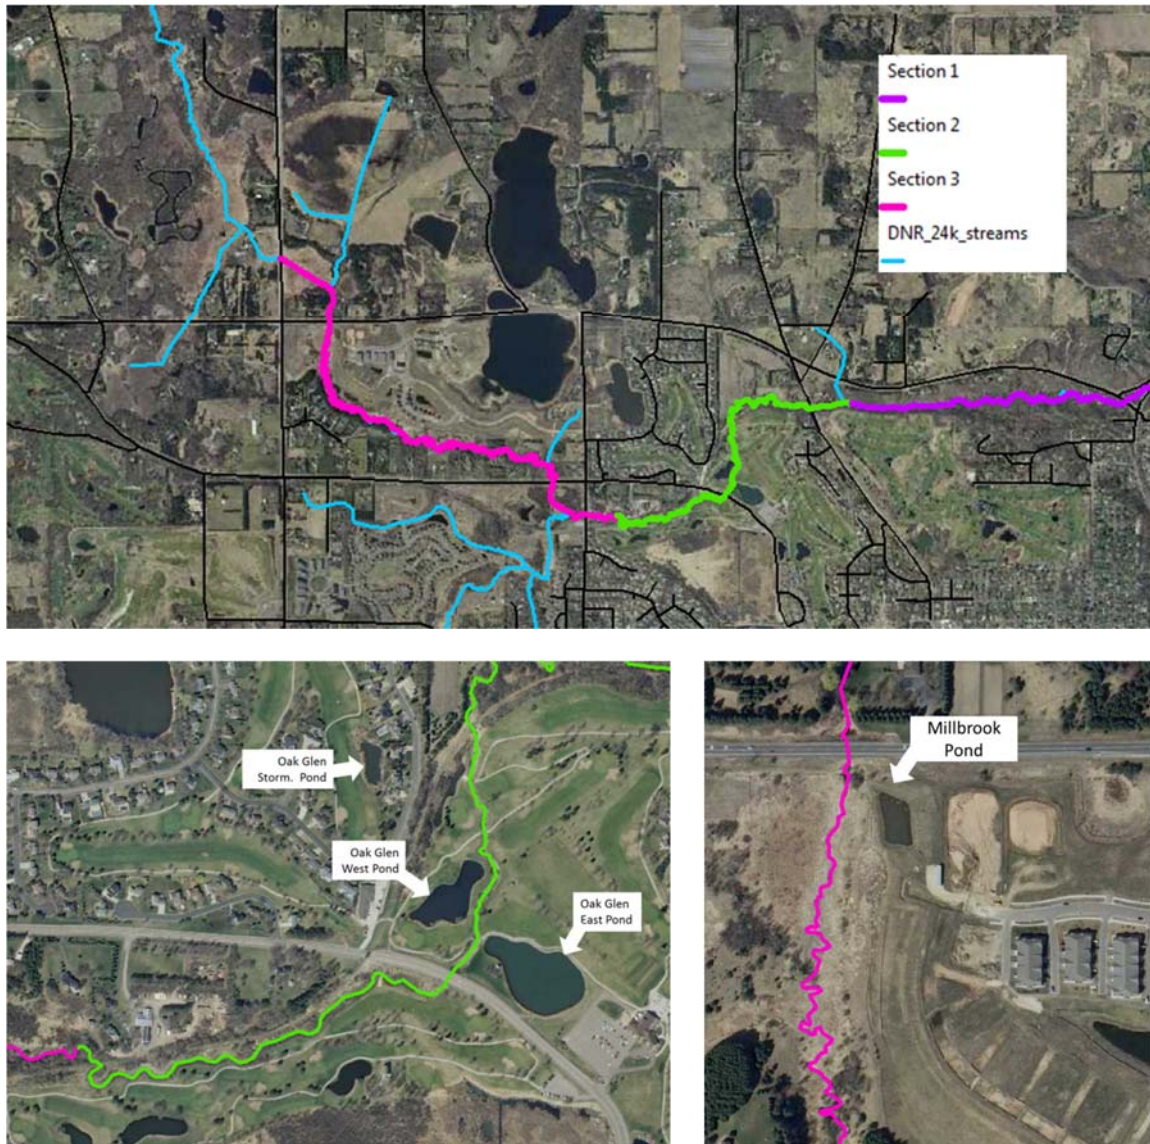 Section 1
Section 2
Section 3
DNR_24k_streams
Oak Glen
Storm. Pond
Oak Glen
West Pond
Oak Glen
East Pond
Millbrook
Pond